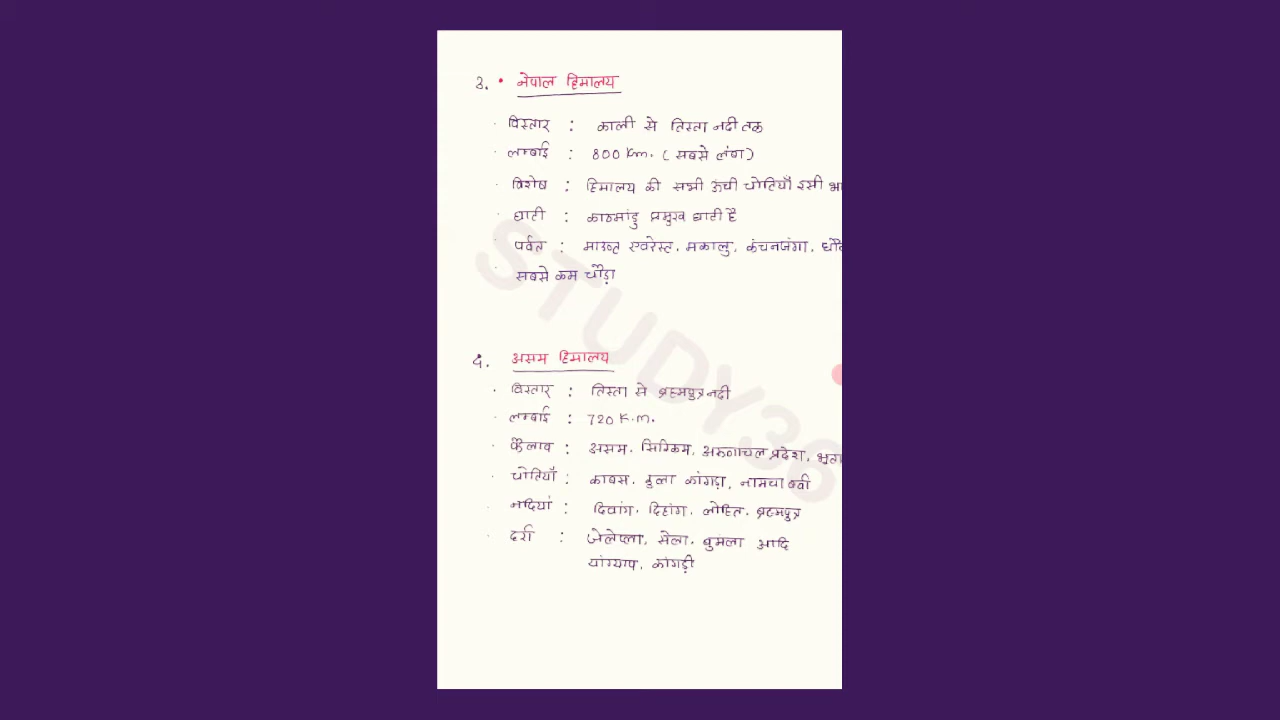 3. • नेपाल हिमालय
· विस्तार : काली से तिस्ता नदी तक
· लम्बाई : 800 Km. ( सबसे लंबा )
· विशेष : हिमालय की सभी ऊंची चोतियाँ इसी भा
· घाती : काठमांडु प्रमुख घाती है
· पर्वत : माउन्त एवरेस्त, मकालु, कंचनजंगा, धौ
· सबसे कम चौड़ा
STUDY36
4. असम हिमालय
· विस्तार : तिस्ता से ब्रह्मपुत्र नदी
· लम्बाई : 720 K.m.
· फैलाव : असम, सिक्किम, अरुणाचल प्रदेश, भूता
· चोतियाँ : काबस, कुला कांगड़ा, नामचा बर्वा
· नदियां : दिवांग, दिहांग, लोहित, ब्रह्मपुत्र
· दर्रा : जेलेप्ला, सेला, बुमला आदि
यांग्याप, कांगड़ी